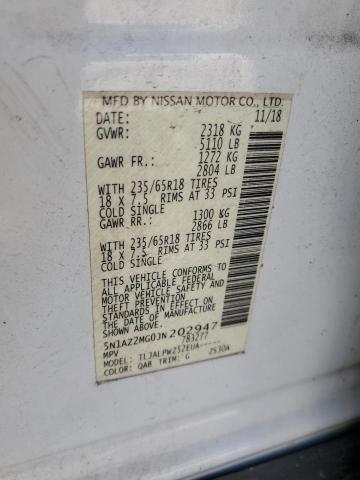 MFD BY NISSAN MOTOR CO., LTD.
DATE: 11/18
GVWR: 2318 KG
5110 LB
GAWR FR.: 1272 KG
2804 LB
WITH 235/65R18 TIRES
18 X 7.5 RIMS AT 33 PSI
COLD SINGLE
GAWR RR.: 1300 KG
2866 LB
WITH 235/65R18 TIRES
18 X 7.5 RIMS AT 33 PSI
COLD SINGLE
THIS VEHICLE CONFORMS TO
ALL APPLICABLE FEDERAL
MOTOR VEHICLE SAFETY AND
THEFT PREVENTION
STANDARDS IN EFFECT ON
THE DATE OF MANUFACTURE
SHOWN ABOVE.
5N1AZ2MG0JN202947
MPV 783277
MODEL: TLJALPWZ52EUA-----
COLOR: QAB TRIM: G 2530A